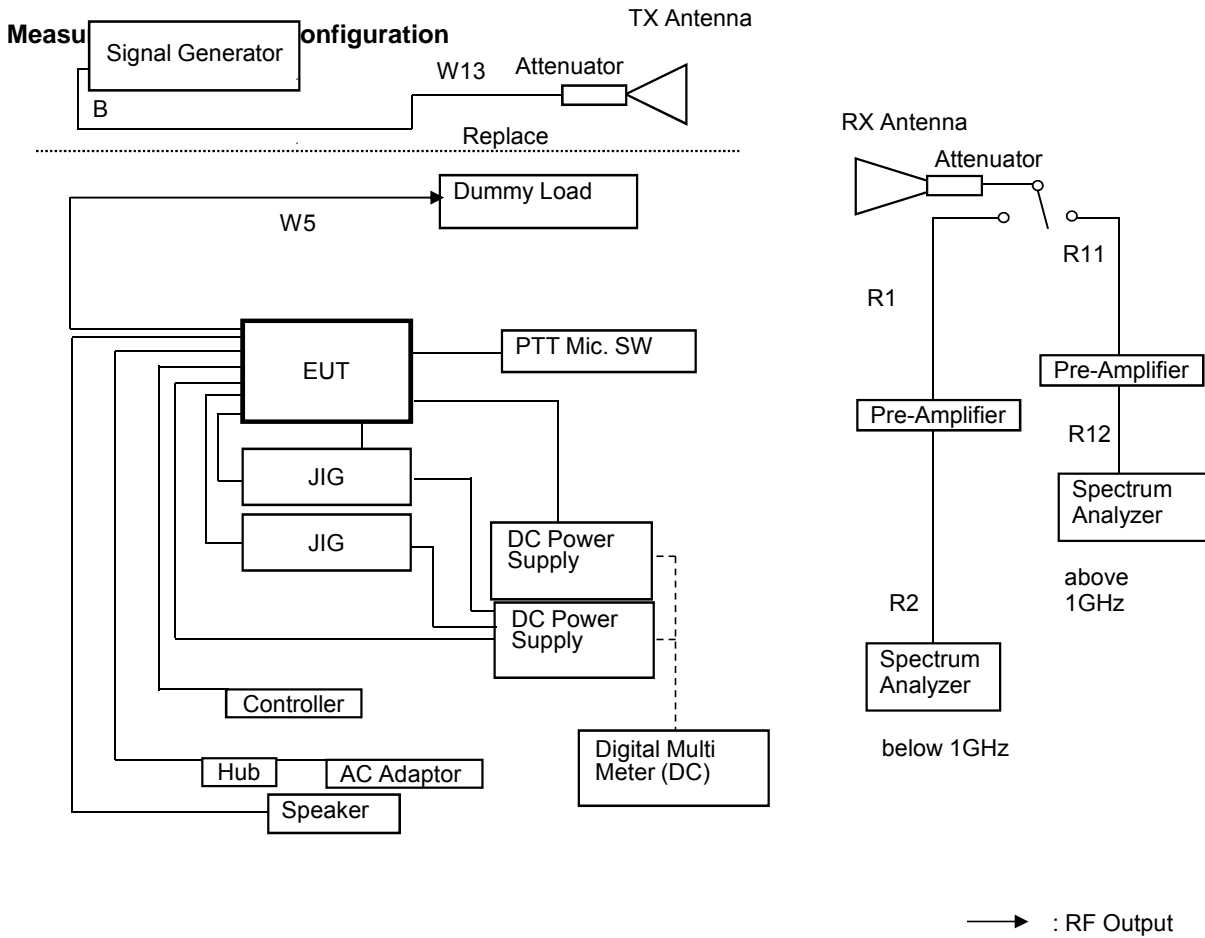 TX Antenna
Measu onfiguration
Signal Generator
W13 Attenuator
B
Replace
RX Antenna
Attenuator
Dummy Load
W5
R11
R1
EUT
PTT Mic. SW
Pre-Amplifier
Pre-Amplifier
R12
JIG
Spectrum
Analyzer
JIG
DC Power
Supply
above
1GHz
R2
DC Power
Supply
Spectrum
Analyzer
Controller
below 1GHz
Digital Multi
Meter (DC)
Hub
AC Adaptor
Speaker
: RF Output